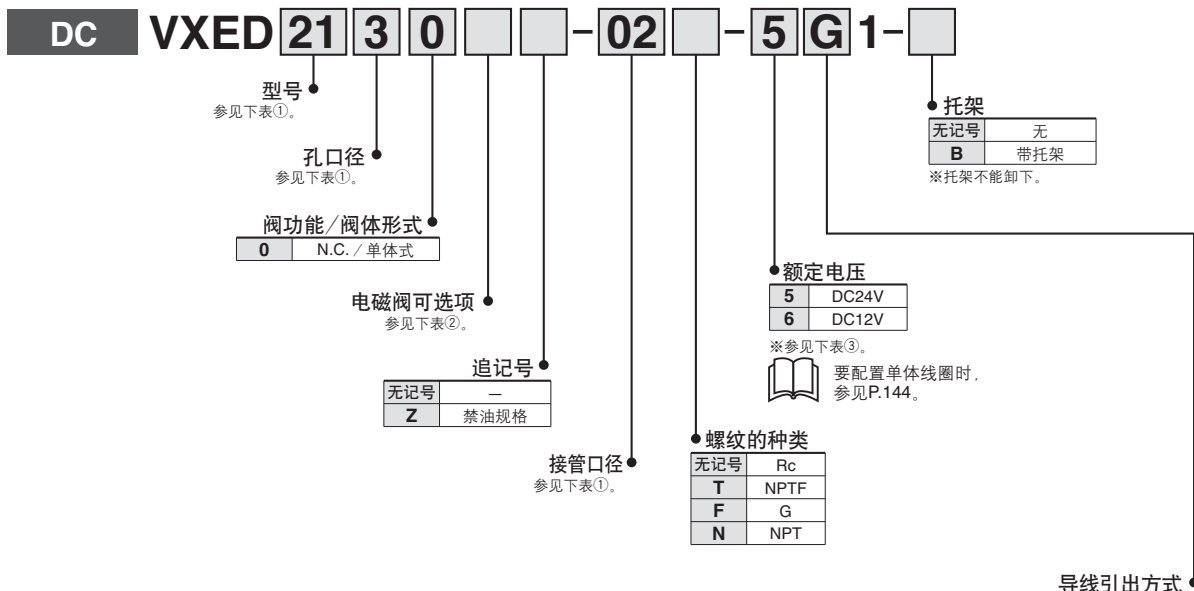 DC VXED 21 3 0 - 02 - 5 G 1-
型号
参见下表①。
孔口径
参见下表①。
阀功能/阀体形式
0 N.C./单体式
电磁阀可选项
参见下表②。
追记号
无记号 —
Z 禁油规格
接管口径
参见下表①。
螺纹的种类
无记号 Rc
T NPTF
F G
N NPT
额定电压
5 DC24V
6 DC12V
※参见下表③。
要配置单体线圈时，
参见P.144。
托架
无记号 无
B 带托架
※托架不能卸下。
导线引出方式